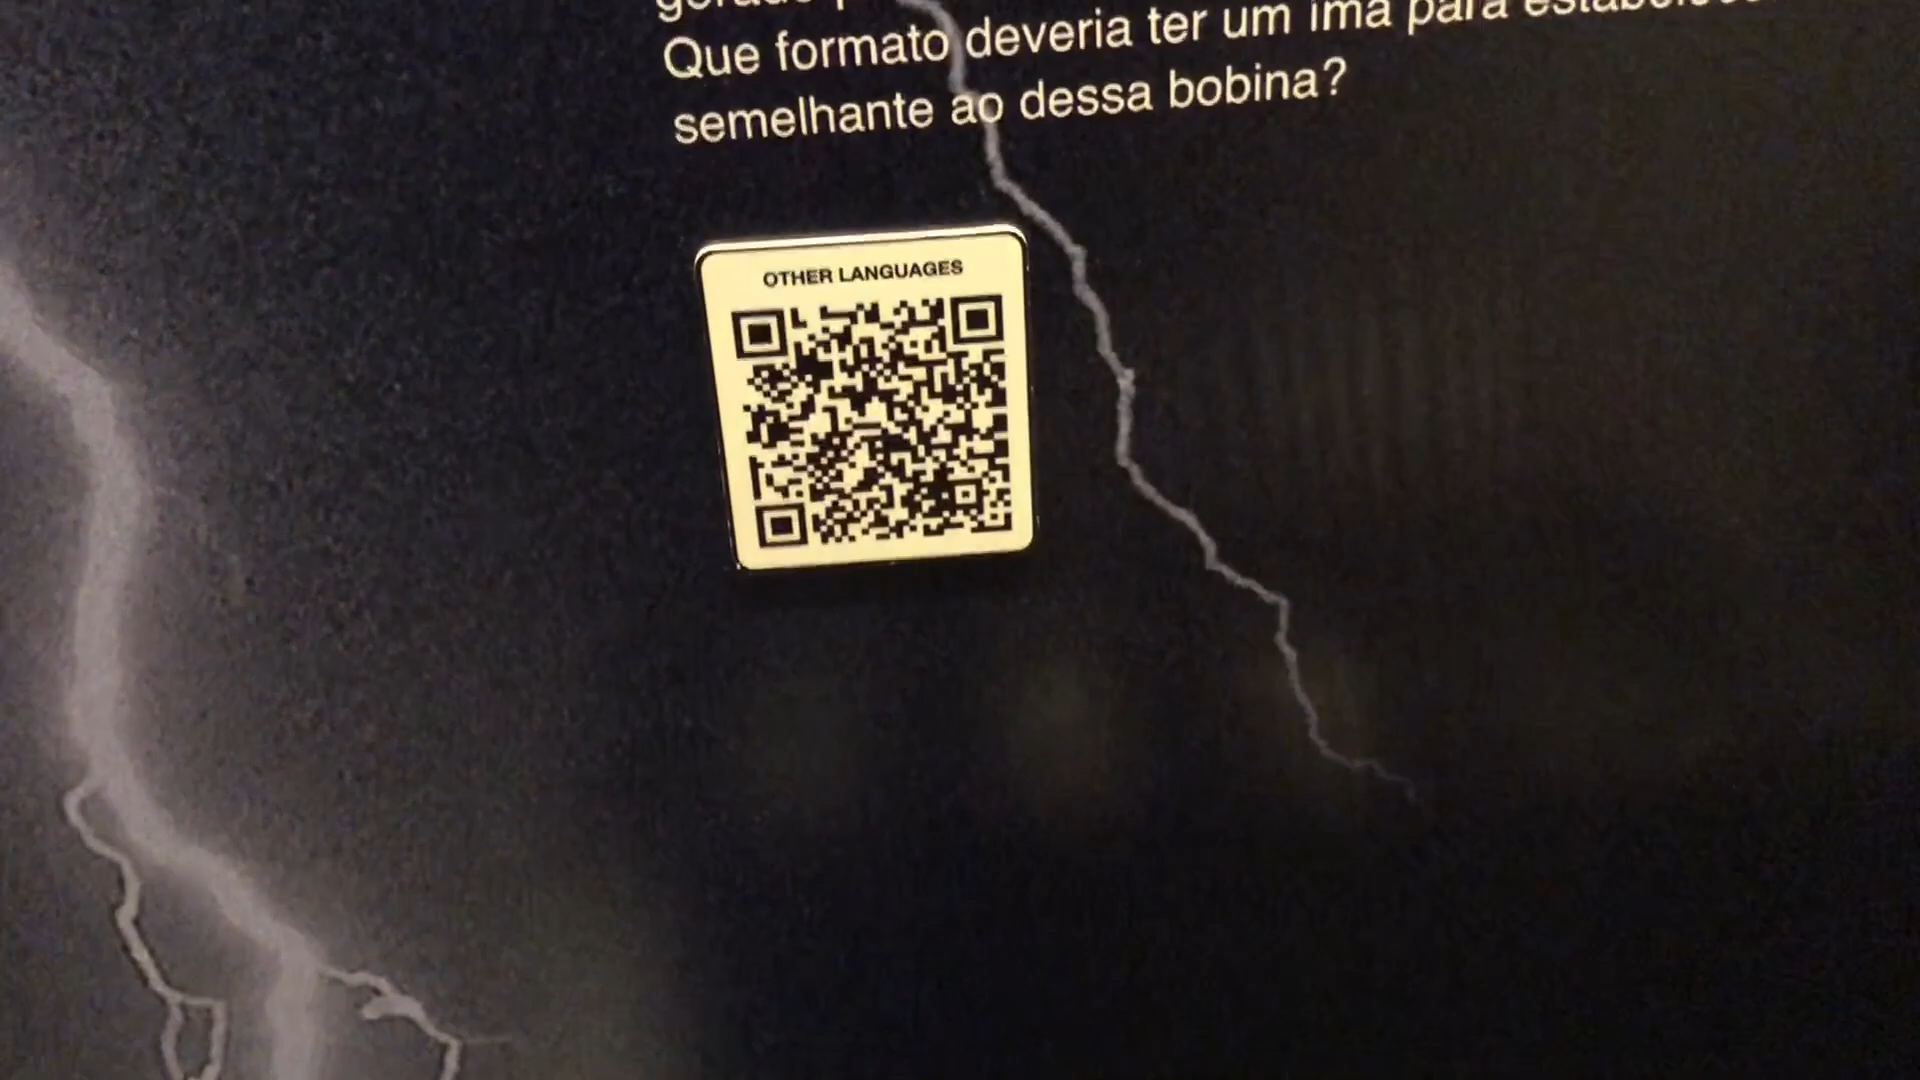 Que formato deveria ter um ímã para
semelhante ao dessa bobina?
OTHER LANGUAGES